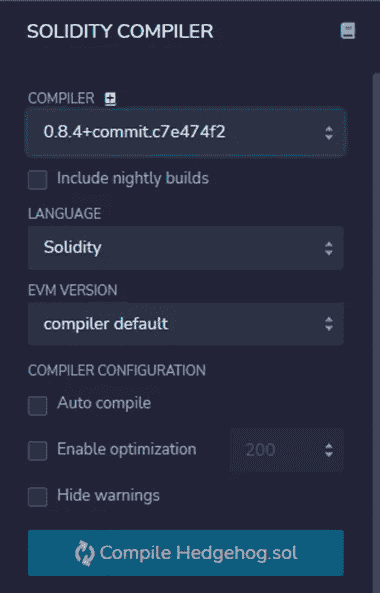 SOLIDITY COMPILER
COMPILER
0.8.4+commit.c7e474f2
Include nightly builds
LANGUAGE
Solidity
EVM VERSION
compiler default
COMPILER CONFIGURATION
Auto compile
Enable optimization 200
Hide warnings
Compile Hedgehog.sol